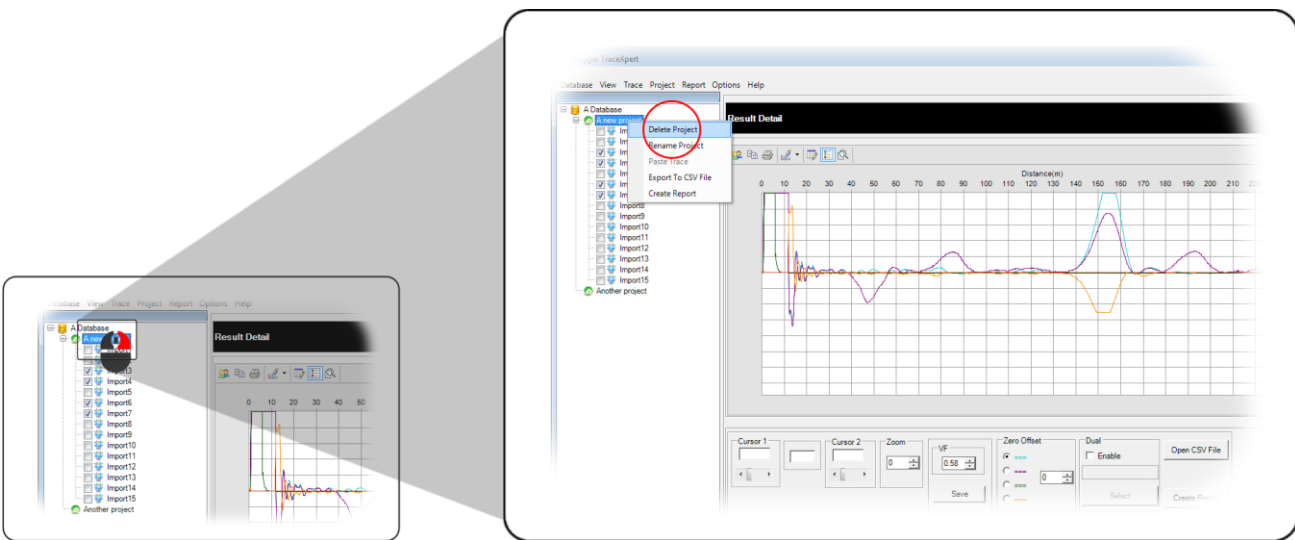 Database View Trace Project Report Options Help
A Database
Import3
Import4
Import5
Import6
Import7
Import8
Import9
Import10
Import11
Import12
Import13
Import14
Import15
Another project
Result Detail
0 10 20 30 40 50
TraceXpert
Database View Trace Project Report Options Help
A Database
A new project
Delete Project
Rename Project
Paste Trace
Export To CSV File
Create Report
Import8
Import9
Import10
Import11
Import12
Import13
Import14
Import15
Another project
Result Detail
Distance(m)
0 10 20 30 40 50 60 70 80 90 100 110 120 130 140 150 160 170 180 190 200 210
Cursor 1
Cursor 2
Zoom
0
VF
0.58
Save
Zero Offset
0
Dual
Enable
Select
Open CSV File
Create Report